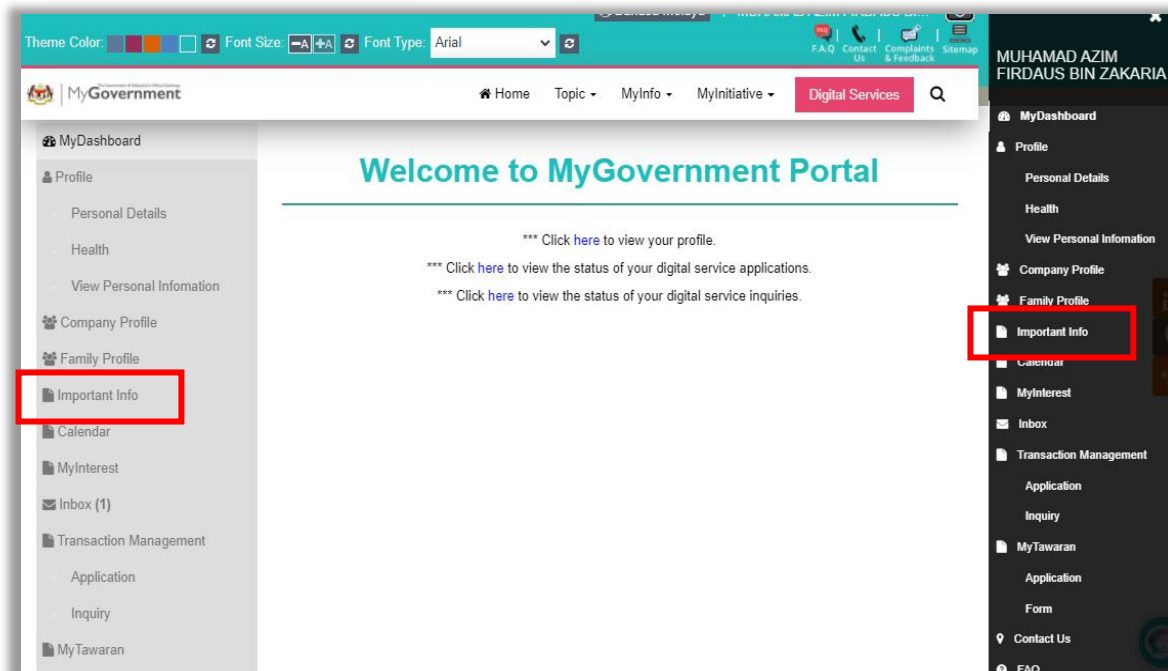 Theme Color: Font Size: -A +A Font Type: Arial
F.A.Q Contact Us Complaints & Feedback Sitemap
MyGovernment
Home Topic MyInfo MyInitiative Digital Services
MyDashboard
Profile
Personal Details
Health
View Personal Infomation
Company Profile
Family Profile
Important Info
Calendar
MyInterest
Inbox (1)
Transaction Management
Application
Inquiry
MyTawaran
Welcome to MyGovernment Portal
*** Click here to view your profile.
*** Click here to view the status of your digital service applications.
*** Click here to view the status of your digital service inquiries.
MUHAMAD AZIM
FIRDAUS BIN ZAKARIA
MyDashboard
Profile
Personal Details
Health
View Personal Infomation
Company Profile
Family Profile
Important Info
Calendar
MyInterest
Inbox
Transaction Management
Application
Inquiry
MyTawaran
Application
Form
Contact Us
FAQ